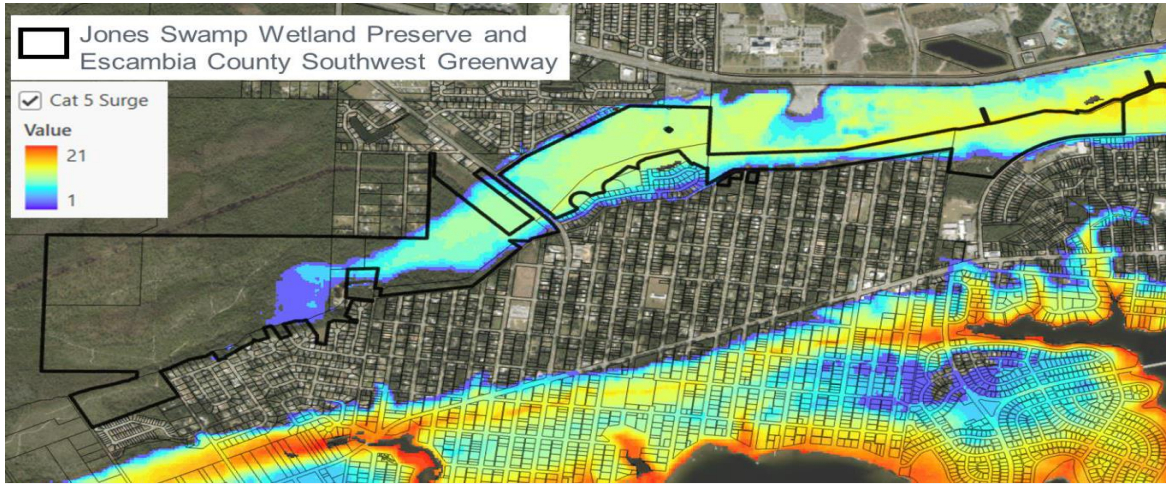 Jones Swamp Wetland Preserve and
Escambia County Southwest Greenway
Cat 5 Surge
Value
21
1